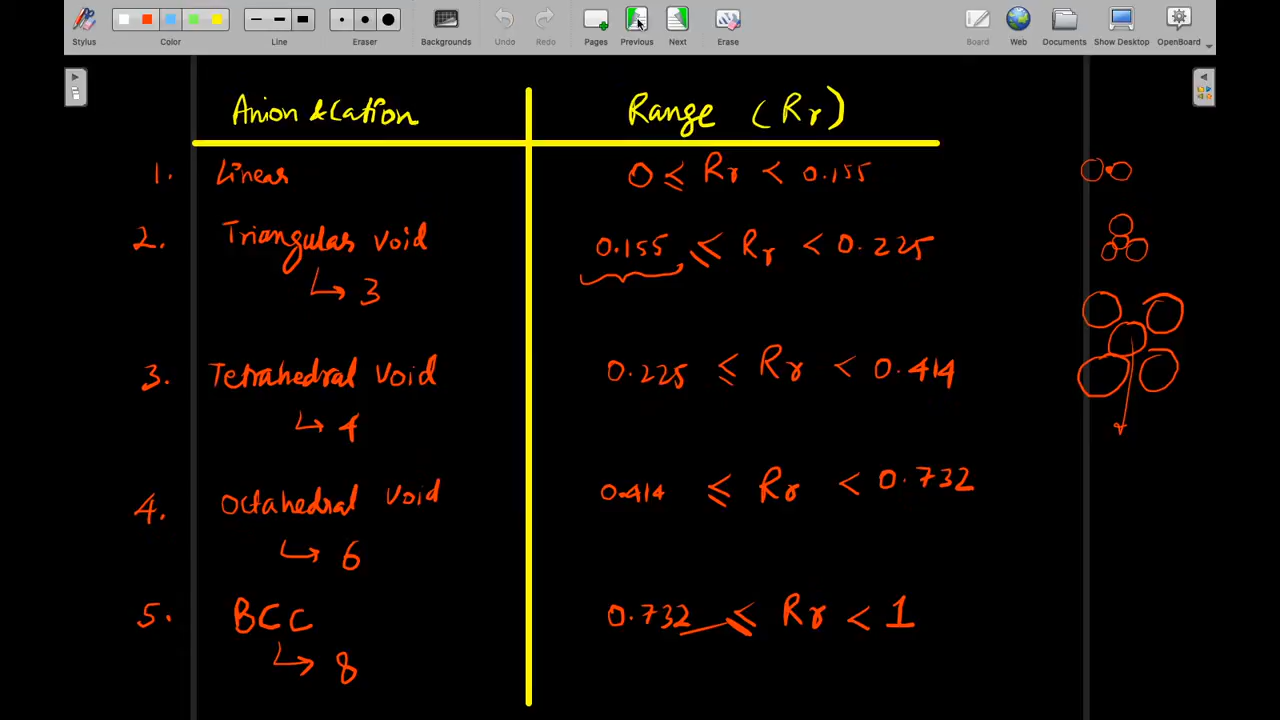 Stylus Color Line Eraser Backgrounds Undo Redo Pages Previous Next Erase Board Web Documents Show Desktop OpenBoard
Anion & Cation Range (Rr)
1. Linear 0 ≤ Rr < 0.155
2. Triangular void 0.155 ≤ Rr < 0.225
↳ 3
3. Tetrahedral void 0.225 ≤ Rr < 0.414
↳ 4
4. Octahedral void 0.414 ≤ Rr < 0.732
↳ 6
5. BCC 0.732 ≤ Rr < 1
↳ 8